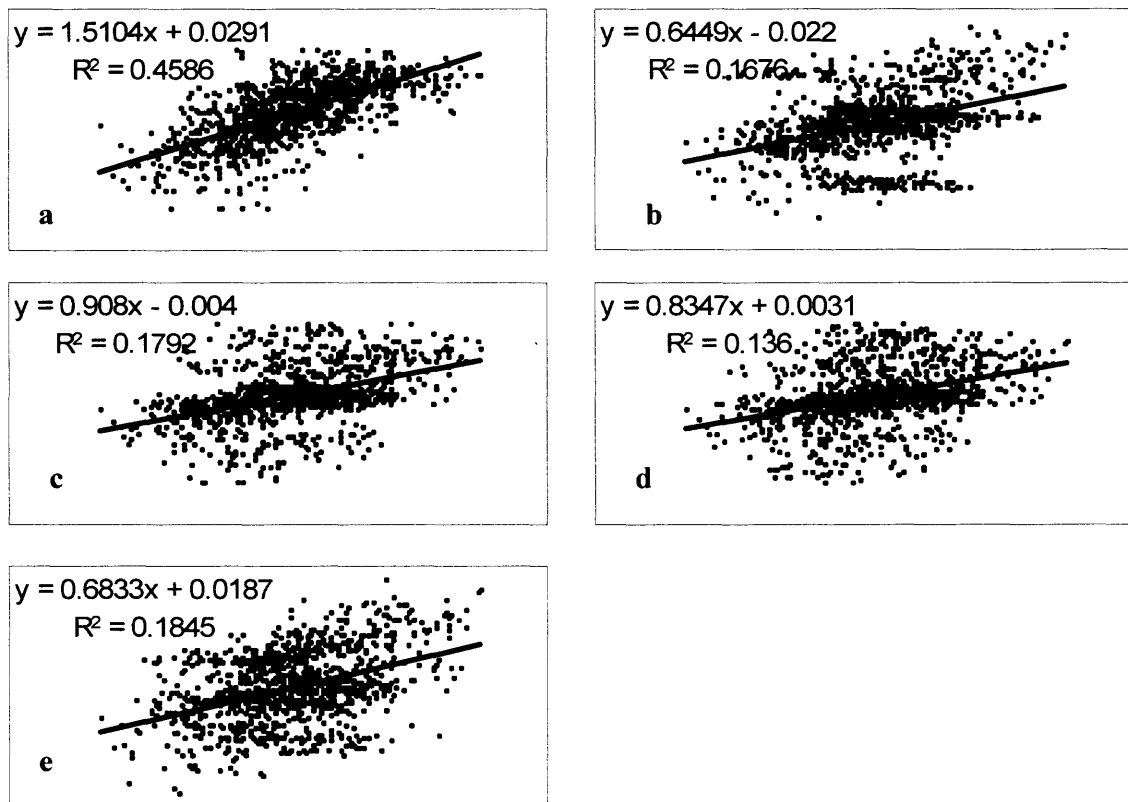 y = 1.5104x + 0.0291
R² = 0.4586
a
y = 0.6449x - 0.022
R² = 0.1676
b
y = 0.908x - 0.004
R² = 0.1792
c
y = 0.8347x + 0.0031
R² = 0.136
d
y = 0.6833x + 0.0187
R² = 0.1845
e